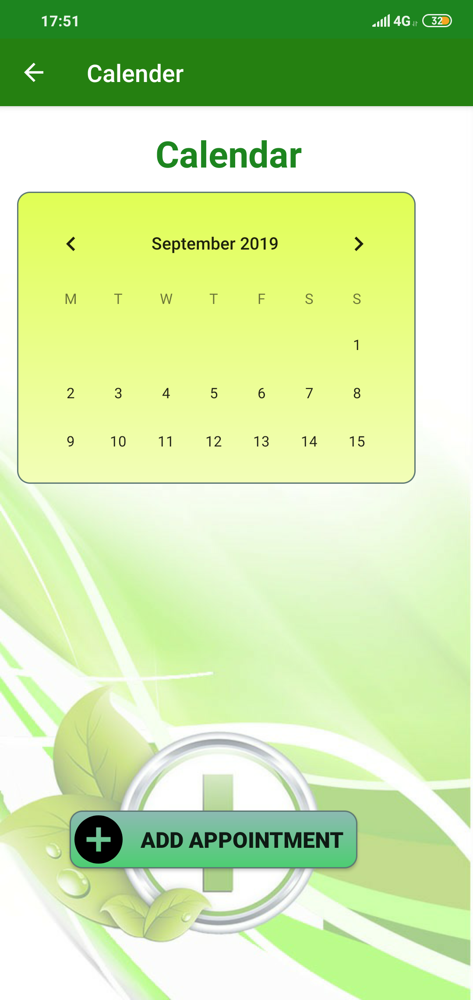 17:51 4G 32
Calender
Calendar
September 2019
M T W T F S S
1
2 3 4 5 6 7 8
9 10 11 12 13 14 15
ADD APPOINTMENT